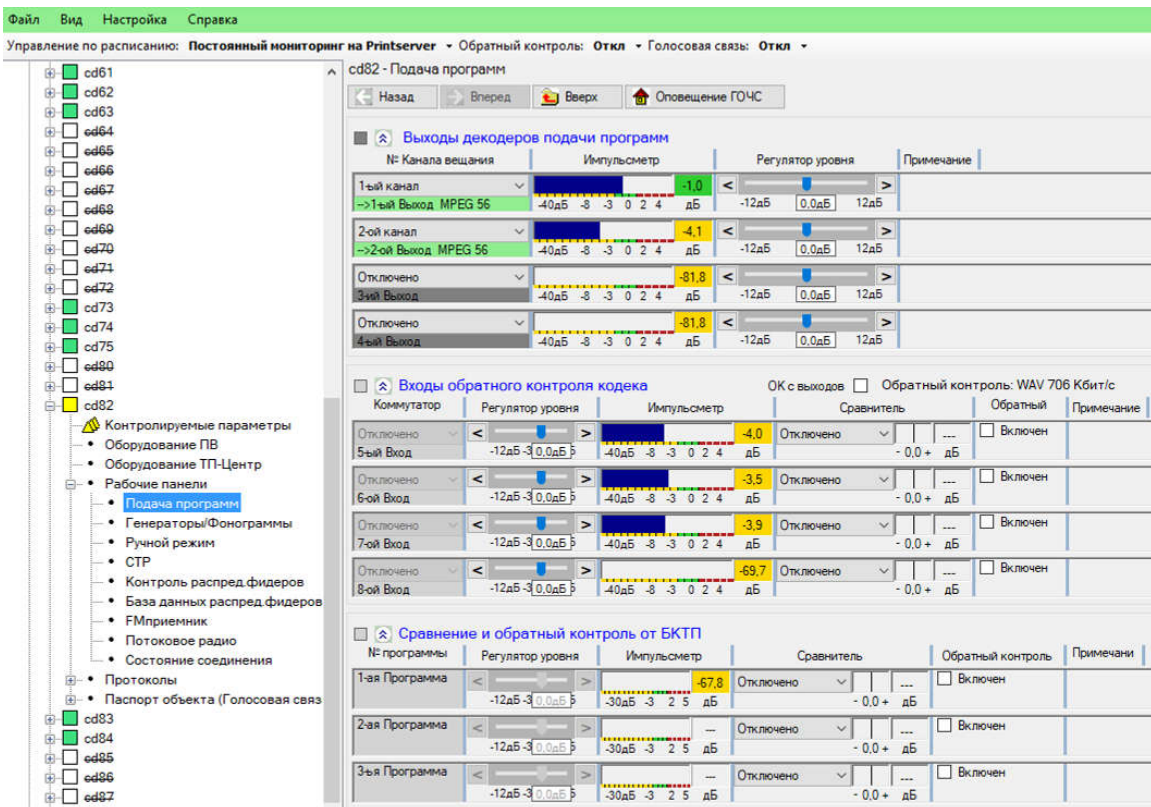 Файл Вид Настройка Справка
Управление по расписанию: Постоянный мониторинг на Printserver Обратный контроль: Откл Голосовая связь: Откл
cd61
cd62
cd63
cd64
cd65
cd66
cd67
cd68
cd69
cd70
cd71
cd72
cd73
cd74
cd75
cd80
cd81
cd82
Контролируемые параметры
Оборудование ПВ
Оборудование ТП-Центр
Рабочие панели
Подача программ
Генераторы/Фонограммы
Ручной режим
СТР
Контроль распред.фидеров
База данных распред.фидеров
FMприемник
Потоковое радио
Состояние соединения
Протоколы
Паспорт объекта (Голосовая связ
cd83
cd84
cd85
cd86
cd87
cd82 - Подача программ
Назад Вперед Вверх Оповещение ГОЧС
Выходы декодеров подачи программ
№ Канала вещания Импульсметр Регулятор уровня Примечание
1-ый канал -1,0 < >
-->1-ый Выход MPEG 56 -40дБ -8 -3 0 2 4 дБ -12дБ 0,0дБ 12дБ
2-ой канал -4,1 < >
-->2-ой Выход MPEG 56 -40дБ -8 -3 0 2 4 дБ -12дБ 0,0дБ 12дБ
Отключено -81,8 < >
3-ий Выход -40дБ -8 -3 0 2 4 дБ -12дБ 0,0дБ 12дБ
Отключено -81,8 < >
4-ый Выход -40дБ -8 -3 0 2 4 дБ -12дБ 0,0дБ 12дБ
Входы обратного контроля кодека ОК с выходов Обратный контроль: WAV 706 Кбит/с
Коммутатор Регулятор уровня Импульсметр Сравнитель Обратный Примечание
Отключено < > -4,0 Отключено --- Включен
5-ый Вход -12дБ -3 0,0дБ 5 -40дБ -8 -3 0 2 4 дБ - 0,0 + дБ
Отключено < > -3,5 Отключено --- Включен
6-ой Вход -12дБ -3 0,0дБ 5 -40дБ -8 -3 0 2 4 дБ - 0,0 + дБ
Отключено < > -3,9 Отключено --- Включен
7-ой Вход -12дБ -3 0,0дБ 5 -40дБ -8 -3 0 2 4 дБ - 0,0 + дБ
Отключено < > -69,7 Отключено --- Включен
8-ой Вход -12дБ -3 0,0дБ 5 -40дБ -8 -3 0 2 4 дБ - 0,0 + дБ
Сравнение и обратный контроль от БКТП
№ программы Регулятор уровня Импульсметр Сравнитель Обратный контроль Примечани
1-ая Программа < > -67,8 Отключено --- Включен
-12дБ -3 0,0дБ 5 -30дБ -3 2 5 дБ - 0,0 + дБ
2-ая Программа < > --- Отключено --- Включен
-12дБ -3 0,0дБ 5 -30дБ -3 2 5 дБ - 0,0 + дБ
3-ья Программа < > --- Отключено --- Включен
-12дБ -3 0,0дБ 5 -30дБ -3 2 5 дБ - 0,0 + дБ